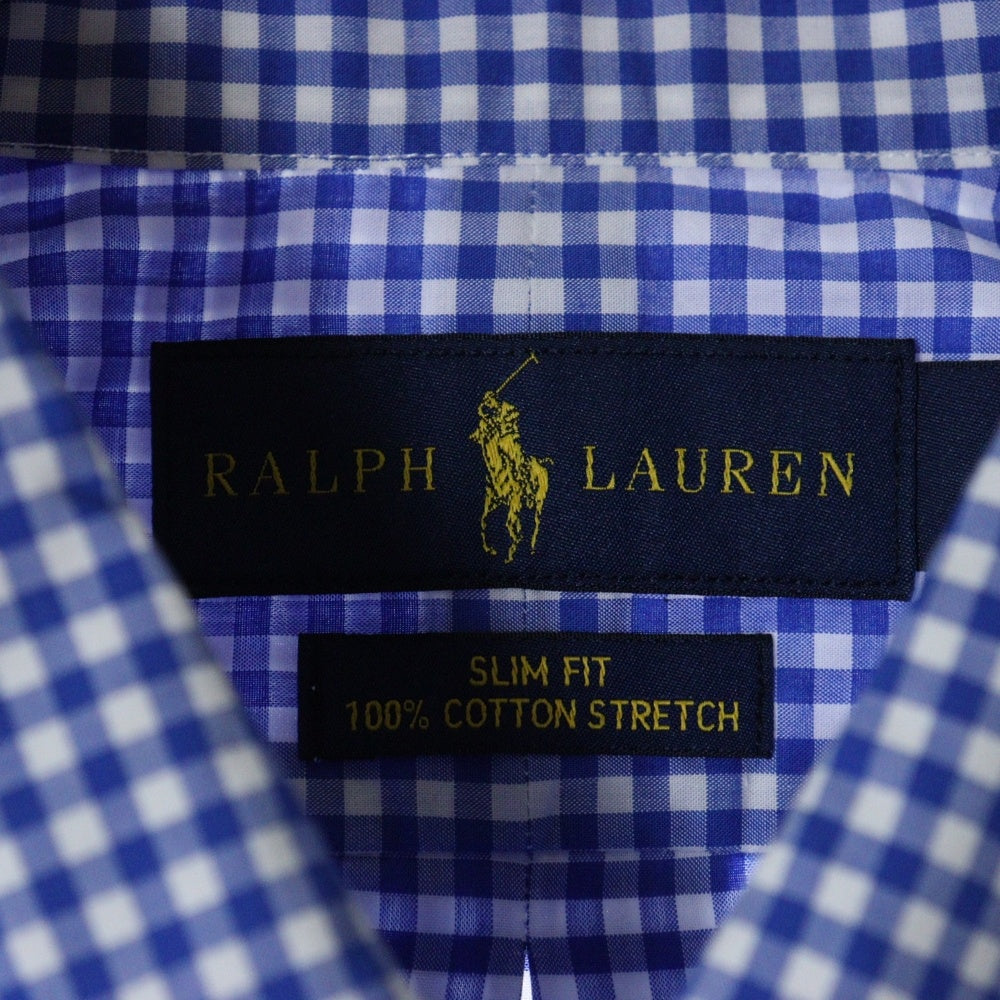 RALPH LAUREN
SLIM FIT
100% COTTON STRETCH